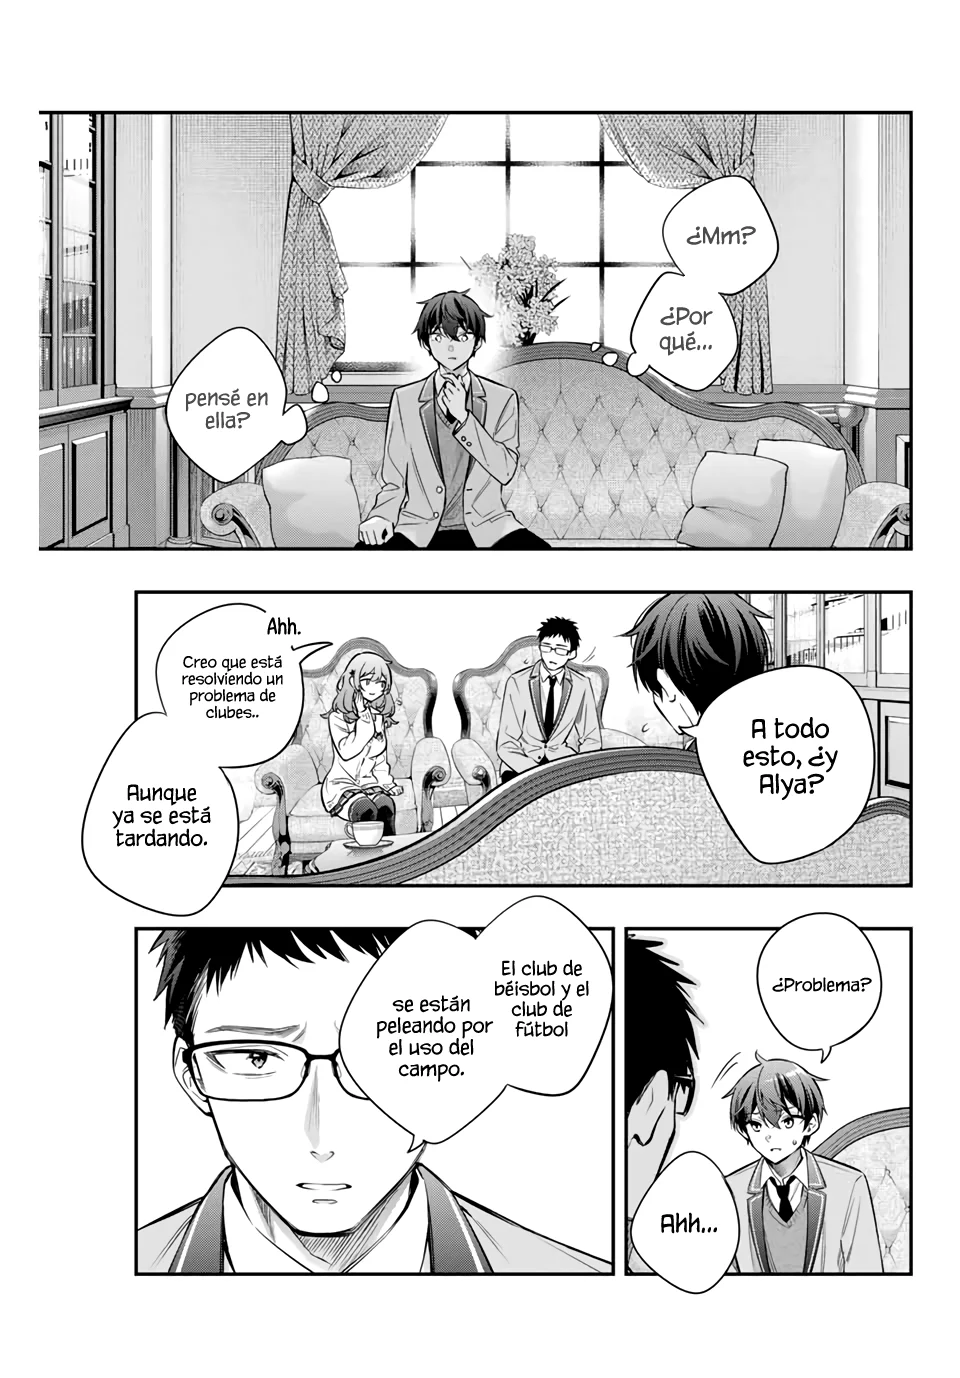 ¿Mm?
¿Por
qué...
pensé en
ella?
A todo
esto, ¿y
Alya?
Ahh.
Creo que está
resolviendo un
problema de
clubes..
Aunque
ya se está
tardando.
¿Problema?
Ahh...
El club de
béisbol y el
club de
fútbol
se están
peleando por
el uso del
campo.